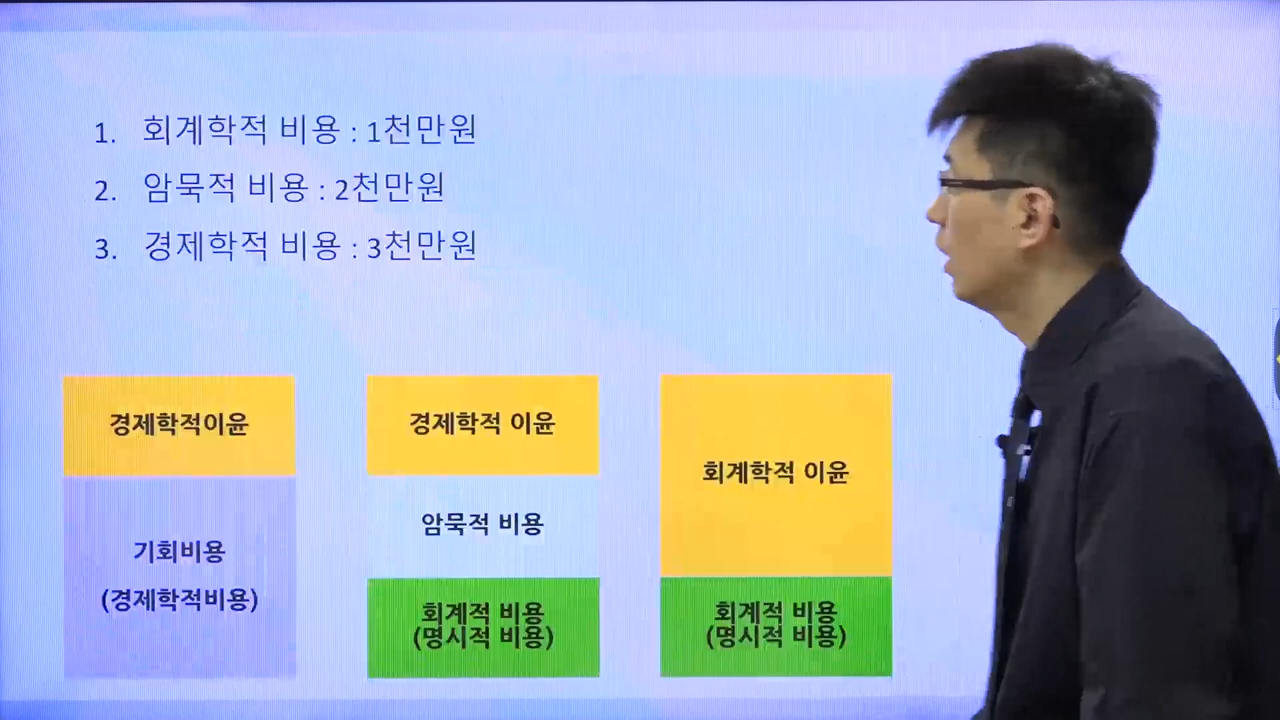 1. 회계학적 비용 : 1천만원
2. 암묵적 비용 : 2천만원
3. 경제학적 비용 : 3천만원
경제학적이윤
기회비용
(경제학적비용)
경제학적 이윤
암묵적 비용
회계적 비용
(명시적 비용)
회계학적 이윤
회계적 비용
(명시적 비용)